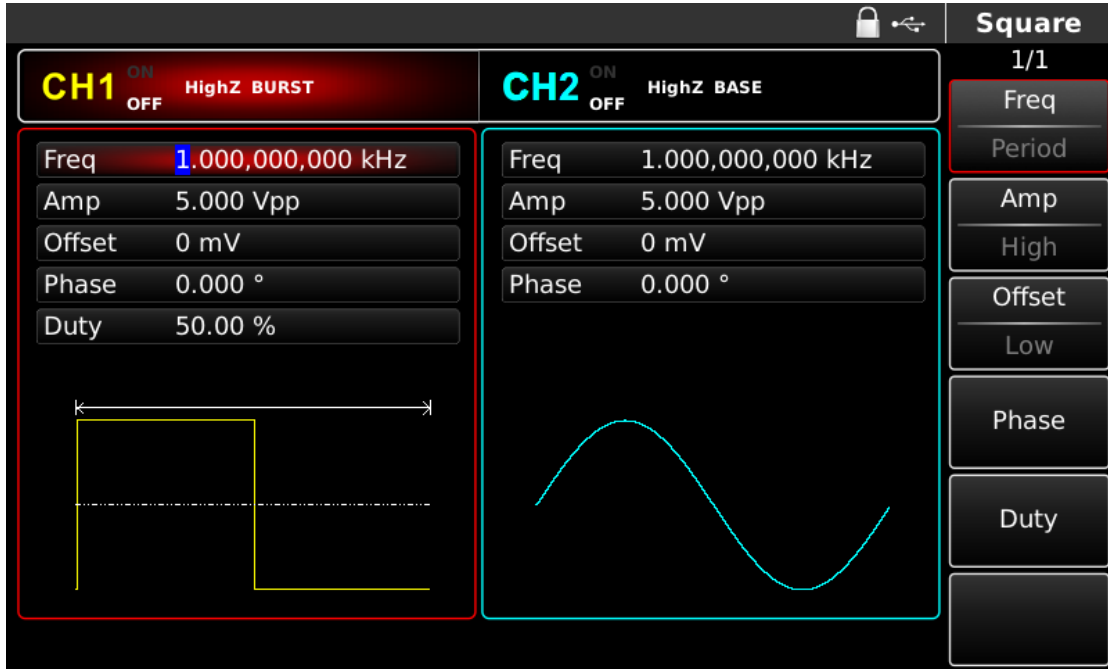 Square
1/1
CH1 ON OFF HighZ BURST
CH2 ON OFF HighZ BASE
Freq 1.000,000,000 kHz
Amp 5.000 Vpp
Offset 0 mV
Phase 0.000 °
Duty 50.00 %
Freq 1.000,000,000 kHz
Amp 5.000 Vpp
Offset 0 mV
Phase 0.000 °
Freq
Period
Amp
High
Offset
Low
Phase
Duty